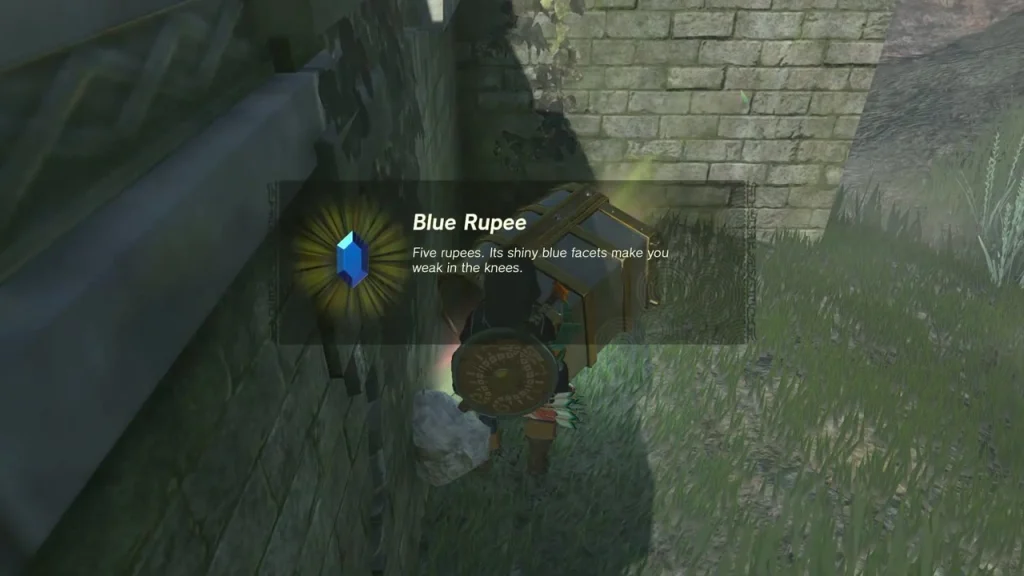 Blue Rupee
Five rupees. Its shiny blue facets make you
weak in the knees.